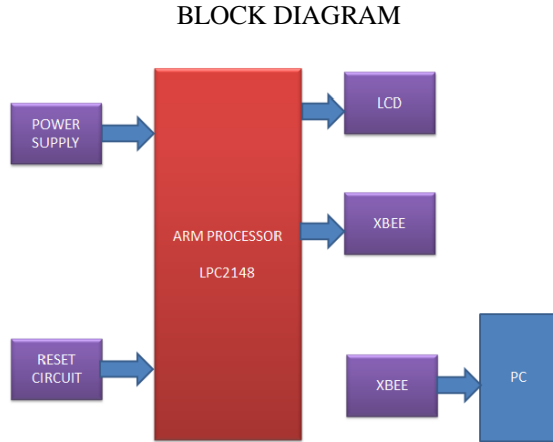 BLOCK DIAGRAM
POWER
SUPPLY
ARM PROCESSOR
LPC2148
LCD
XBEE
RESET
CIRCUIT
XBEE
PC